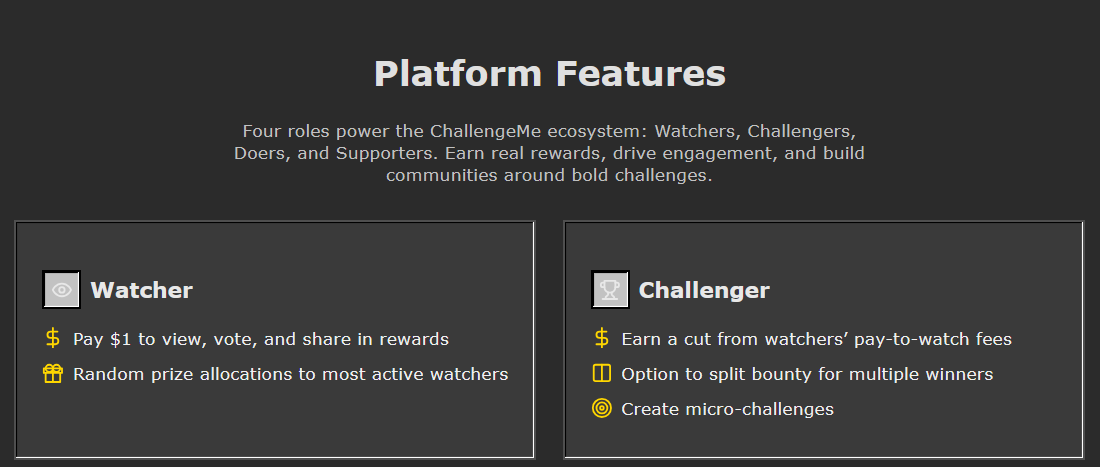 Platform Features
Four roles power the ChallengeMe ecosystem: Watchers, Challengers,
Doers, and Supporters. Earn real rewards, drive engagement, and build
communities around bold challenges.
Watcher
Pay $1 to view, vote, and share in rewards
Random prize allocations to most active watchers
Challenger
Earn a cut from watchers’ pay-to-watch fees
Option to split bounty for multiple winners
Create micro-challenges